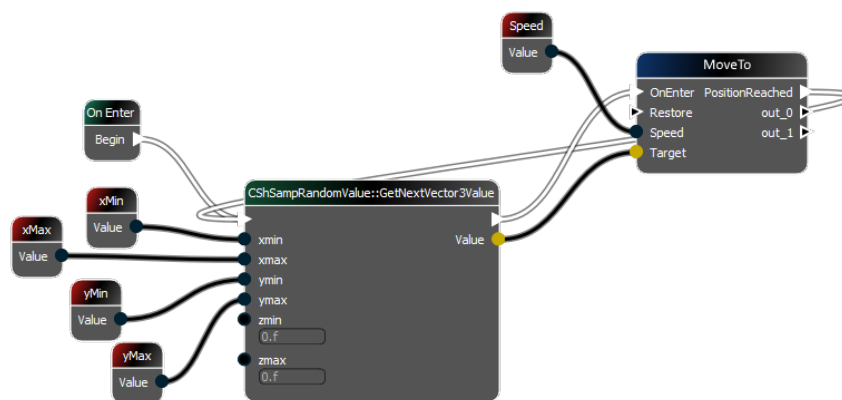 Speed
Value
MoveTo
OnEnter PositionReached
Restore out_0
Speed out_1
Target
On Enter
Begin
CShSampRandomValue::GetNextVector3Value
xMin
Value
xMax
Value
yMin
Value
yMax
Value
xmin Value
xmax
ymin
ymax
zmin
0.f
zmax
0.f